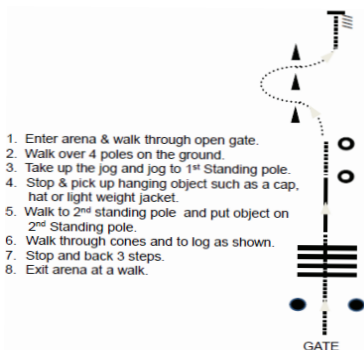 1. Enter arena & walk through open gate.
2. Walk over 4 poles on the ground.
3. Take up the jog and jog to 1st Standing pole.
4. Stop & pick up hanging object such as a cap,
hat or light weight jacket.
5. Walk to 2nd standing pole and put object on
2nd Standing pole.
6. Walk through cones and to log as shown.
7. Stop and back 3 steps.
8. Exit arena at a walk.
GATE